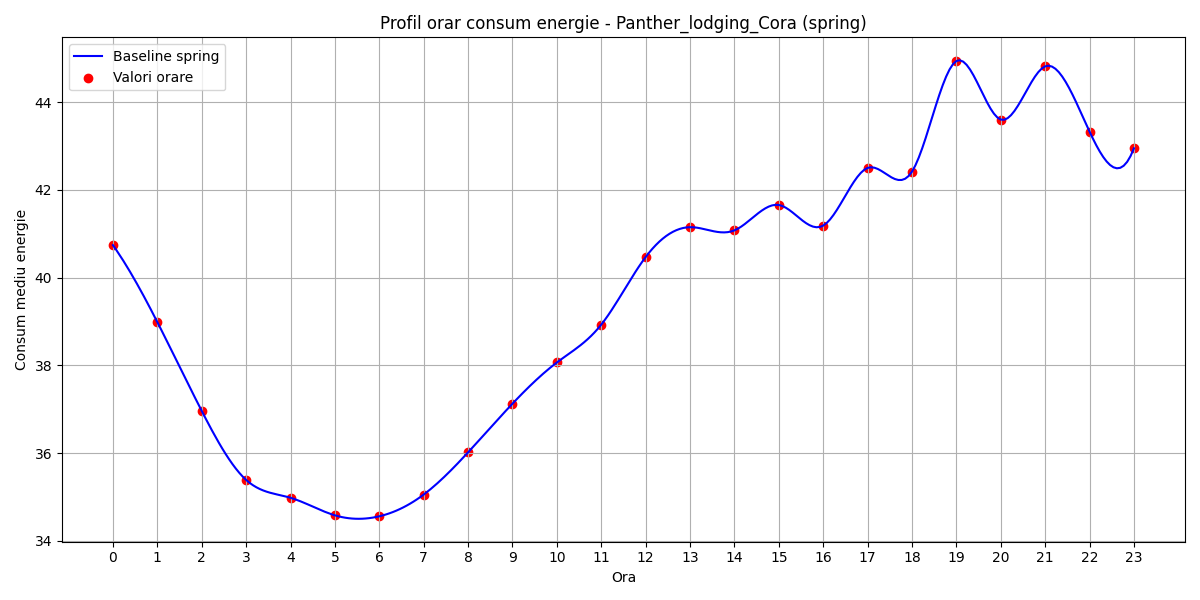 Profil orar consum energie - Panther_lodging_Cora (spring)
Baseline spring
Valori orare
Consum mediu energie
44
42
40
38
36
34
0 1 2 3 4 5 6 7 8 9 10 11 12 13 14 15 16 17 18 19 20 21 22 23
Ora